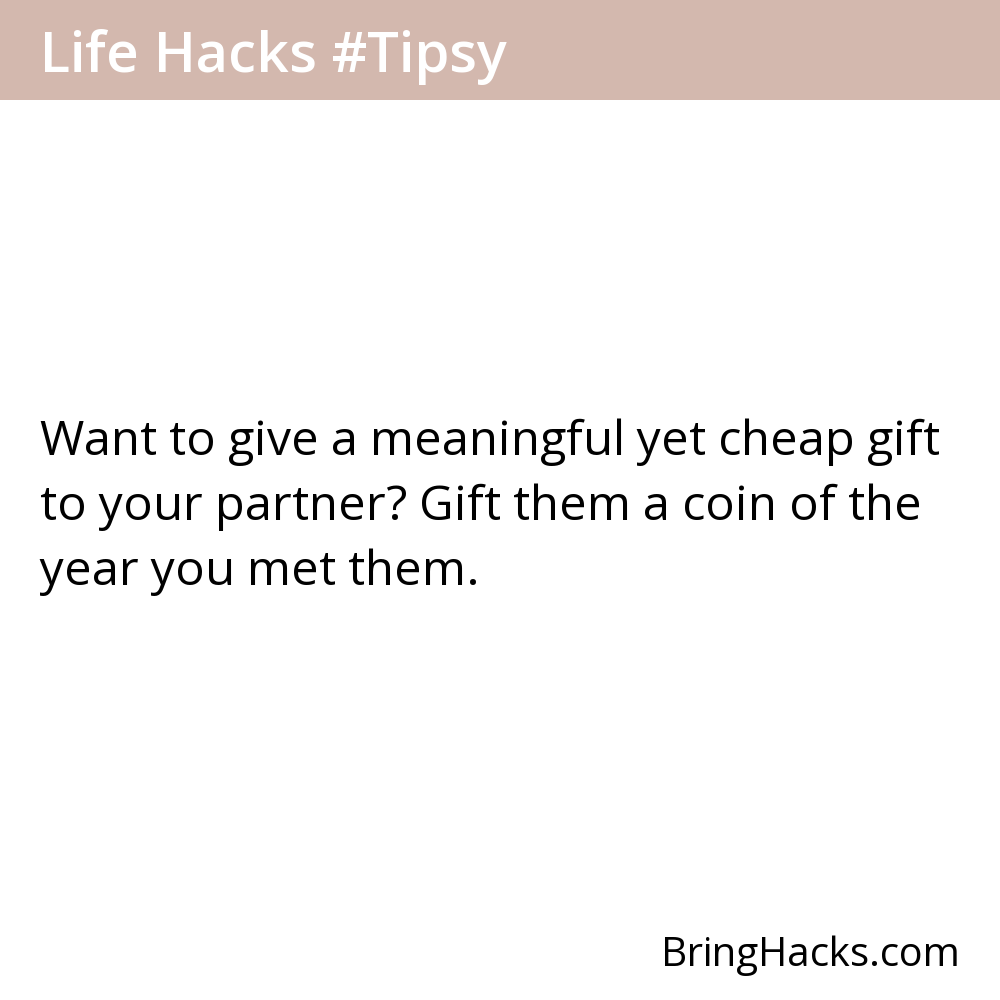 Life Hacks #Tipsy
Want to give a meaningful yet cheap gift
to your partner? Gift them a coin of the
year you met them.
BringHacks.com